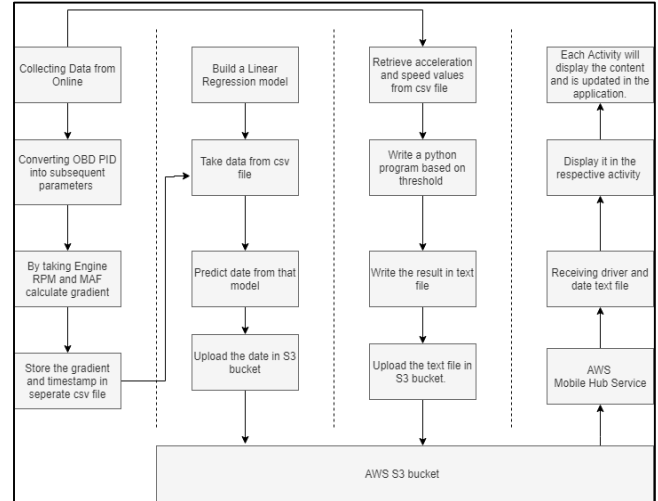 Collecting Data from
Online
Converting OBD PID
into subsequent
parameters
By taking Engine
RPM and MAF
calculate gradient
Store the gradient
and timestamp in
seperate csv file
Build a Linear
Regression model
Take data from csv
file
Predict date from that
model
Upload the date in S3
bucket
Retrieve acceleration
and speed values
from csv file
Write a python
program based on
threshold
Write the result in text
file
Upload the text file in
S3 bucket.
Each Activity will
display the content
and is updated in the
application.
Display it in the
respective activity
Receiving driver and
date text file
AWS
Mobile Hub Service
AWS S3 bucket